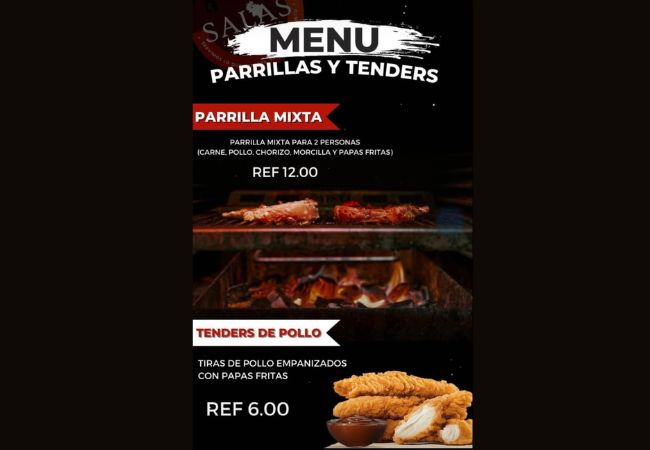 SALAS
MENU
PARRILLAS Y TENDERS
PARRILLA MIXTA
PARRILLA MIXTA PARA 2 PERSONAS
(CARNE, POLLO, CHORIZO, MORCILLA Y PAPAS FRITAS)
REF 12.00
TENDERS DE POLLO
TIRAS DE POLLO EMPANIZADOS
CON PAPAS FRITAS
REF 6.00